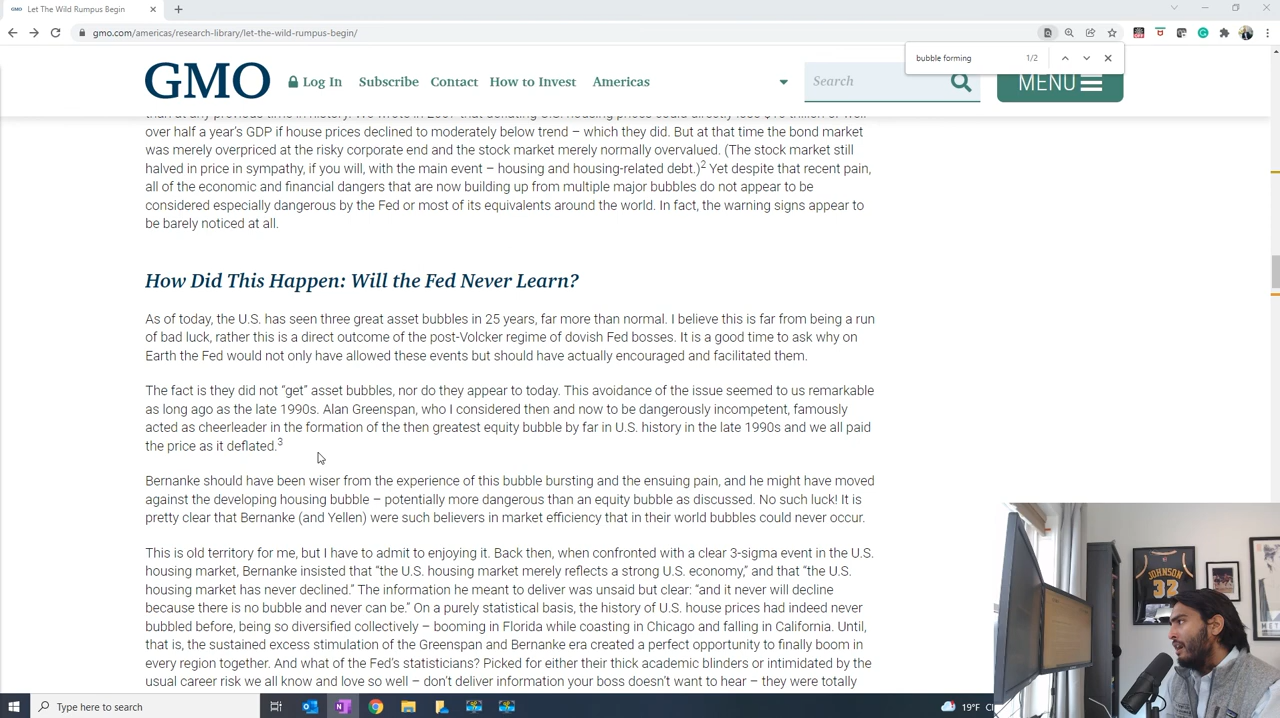 GMO Let The Wild Rumpus Begin
gmo.com/americas/research-library/let-the-wild-rumpus-begin/
bubble forming 1/2
GMO
Log In Subscribe Contact How to Invest Americas
Search
MENU
than at any previous time in history. We wrote in 2007 that deflating U.S. housing prices could directly
over half a year's GDP if house prices declined to moderately below trend – which they did. But at that time the bond market
was merely overpriced at the risky corporate end and the stock market merely normally overvalued. (The stock market still
halved in price in sympathy, if you will, with the main event – housing and housing-related debt.)2 Yet despite that recent pain,
all of the economic and financial dangers that are now building up from multiple major bubbles do not appear to be
considered especially dangerous by the Fed or most of its equivalents around the world. In fact, the warning signs appear to
be barely noticed at all.
How Did This Happen: Will the Fed Never Learn?
As of today, the U.S. has seen three great asset bubbles in 25 years, far more than normal. I believe this is far from being a run
of bad luck, rather this is a direct outcome of the post-Volcker regime of dovish Fed bosses. It is a good time to ask why on
Earth the Fed would not only have allowed these events but should have actually encouraged and facilitated them.
The fact is they did not “get” asset bubbles, nor do they appear to today. This avoidance of the issue seemed to us remarkable
as long ago as the late 1990s. Alan Greenspan, who I considered then and now to be dangerously incompetent, famously
acted as cheerleader in the formation of the then greatest equity bubble by far in U.S. history in the late 1990s and we all paid
the price as it deflated.3
Bernanke should have been wiser from the experience of this bubble bursting and the ensuing pain, and he might have moved
against the developing housing bubble – potentially more dangerous than an equity bubble as discussed. No such luck! It is
pretty clear that Bernanke (and Yellen) were such believers in market efficiency that in their world bubbles could never occur.
This is old territory for me, but I have to admit to enjoying it. Back then, when confronted with a clear 3-sigma event in the U.S.
housing market, Bernanke insisted that “the U.S. housing market merely reflects a strong U.S. economy,” and that “the U.S.
housing market has never declined.” The information he meant to deliver was unsaid but clear: “and it never will decline
because there is no bubble and never can be.” On a purely statistical basis, the history of U.S. house prices had indeed never
bubbled before, being so diversified collectively – booming in Florida while coasting in Chicago and falling in California. Until,
that is, the sustained excess stimulation of the Greenspan and Bernanke era created a perfect opportunity to finally boom in
every region together. And what of the Fed's statisticians? Picked for either their thick academic blinders or intimidated by the
usual career risk we all know and love so well – don't deliver information your boss doesn't want to hear – they were totally
JOHNSON
32
Type here to search
19°F